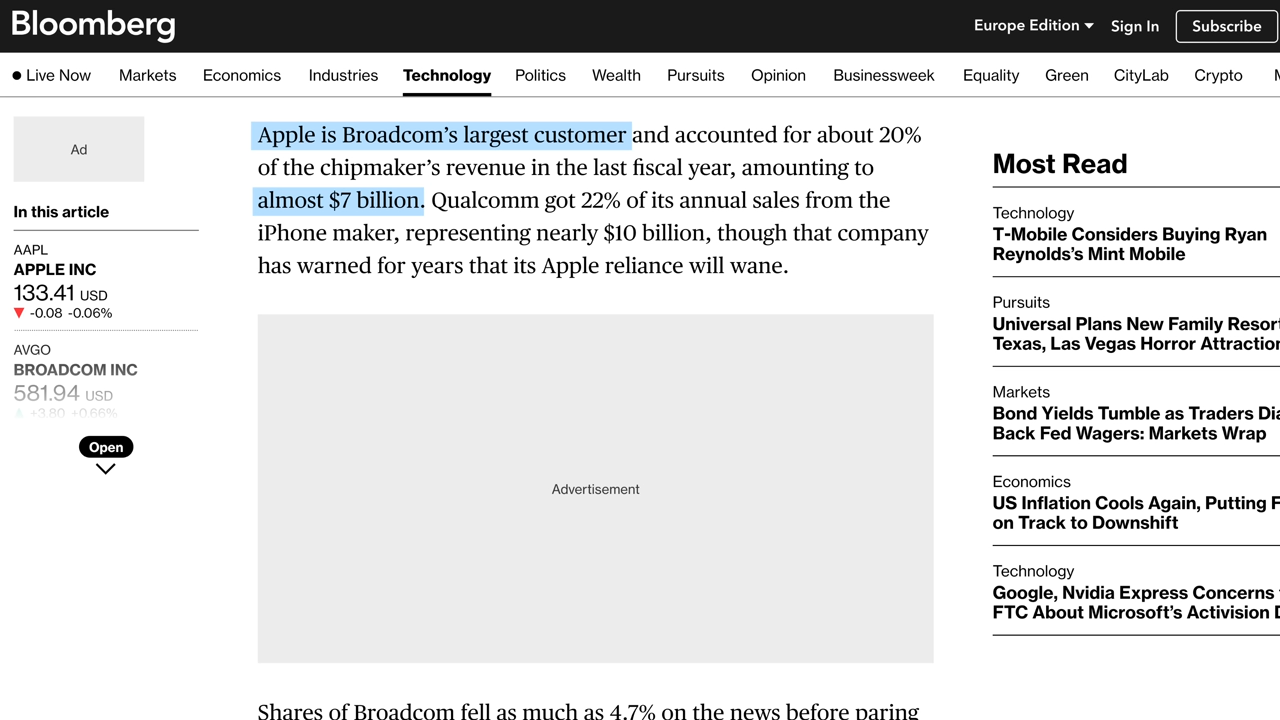 Bloomberg
Europe Edition
Sign In
Subscribe
Live Now
Markets
Economics
Industries
Technology
Politics
Wealth
Pursuits
Opinion
Businessweek
Equality
Green
CityLab
Crypto
Ad
In this article
AAPL
APPLE INC
133.41 USD
-0.08 -0.06%
AVGO
BROADCOM INC
581.94 USD
+3.80 +0.66%
Open
Apple is Broadcom’s largest customer and accounted for about 20%
of the chipmaker’s revenue in the last fiscal year, amounting to
almost $7 billion. Qualcomm got 22% of its annual sales from the
iPhone maker, representing nearly $10 billion, though that company
has warned for years that its Apple reliance will wane.
Advertisement
Shares of Broadcom fell as much as 4.7% on the news before paring
Most Read
Technology
T-Mobile Considers Buying Ryan
Reynolds’s Mint Mobile
Pursuits
Universal Plans New Family Resort
Texas, Las Vegas Horror Attraction
Markets
Bond Yields Tumble as Traders
Back Fed Wagers: Markets Wrap
Economics
US Inflation Cools Again, Putting
on Track to Downshift
Technology
Google, Nvidia Express Concerns
FTC About Microsoft’s Activision